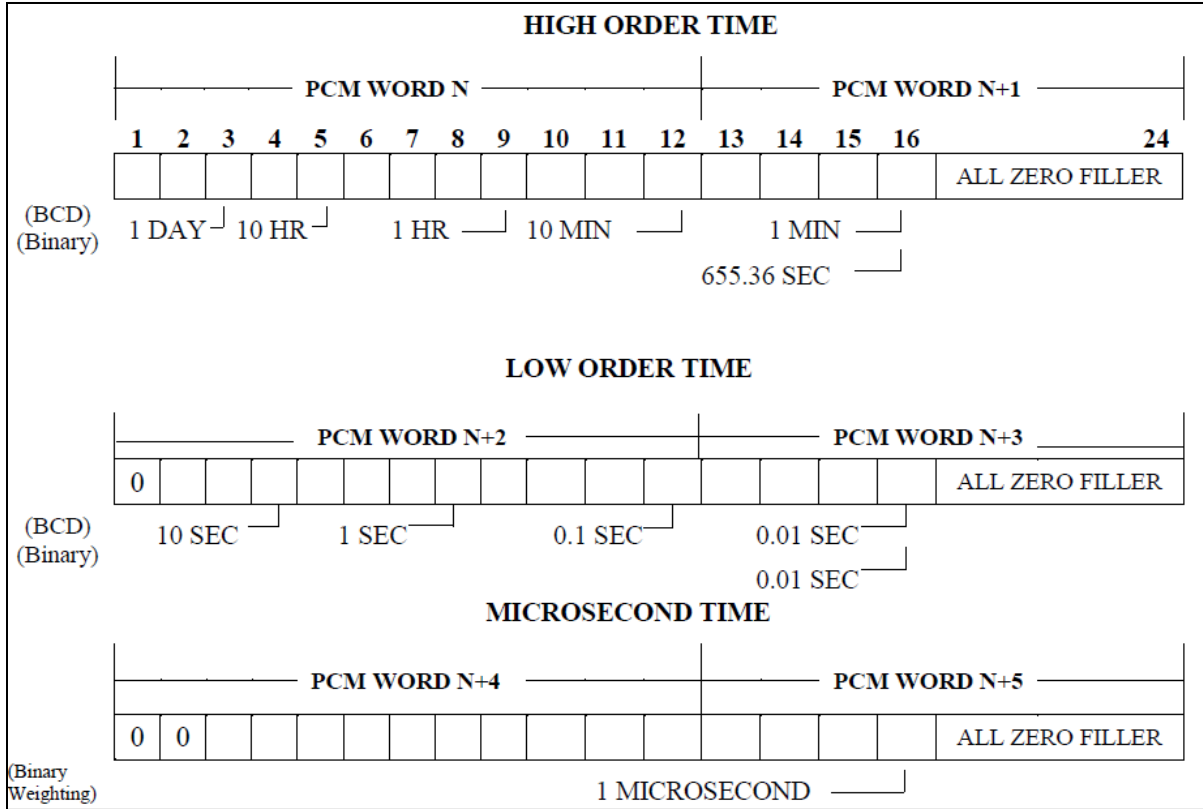 HIGH ORDER TIME
PCM WORD N PCM WORD N+1
1 2 3 4 5 6 7 8 9 10 11 12 13 14 15 16 24
ALL ZERO FILLER
(BCD) 1 DAY 10 HR 1 HR 10 MIN 1 MIN
(Binary) 655.36 SEC
LOW ORDER TIME
PCM WORD N+2 PCM WORD N+3
0 ALL ZERO FILLER
(BCD) 10 SEC 1 SEC 0.1 SEC 0.01 SEC
(Binary) 0.01 SEC
MICROSECOND TIME
PCM WORD N+4 PCM WORD N+5
0 0 ALL ZERO FILLER
(Binary
Weighting) 1 MICROSECOND